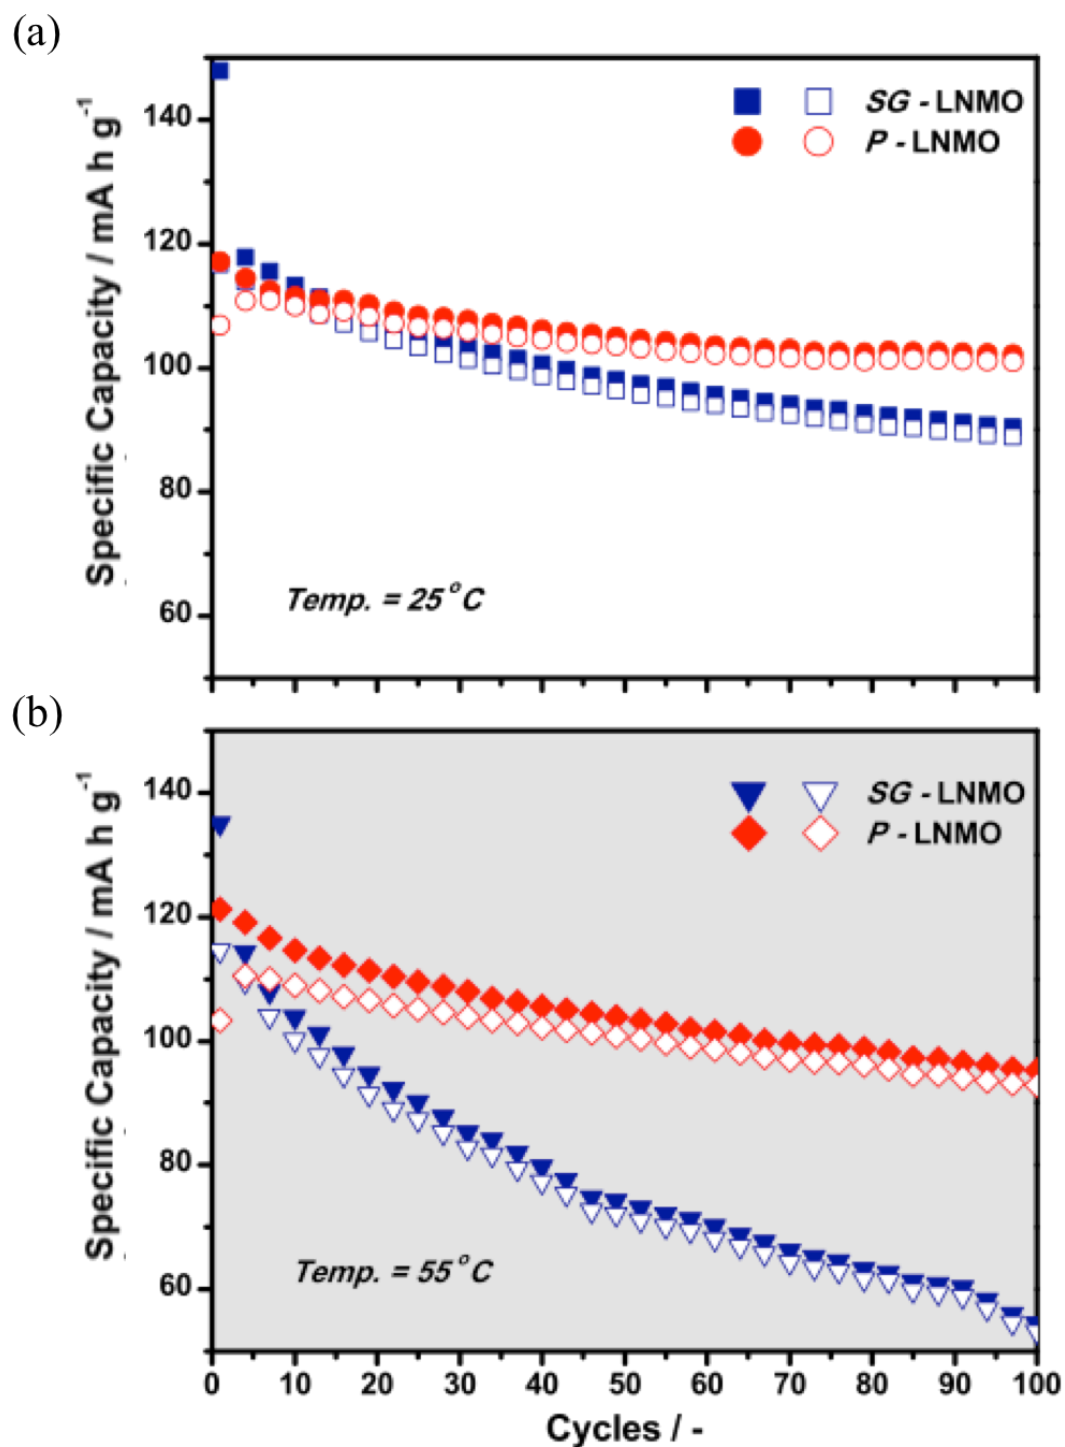 (a)
Specific Capacity / mA h g⁻¹
140
120
100
80
60
SG - LNMO
P - LNMO
Temp. = 25°C
(b)
Specific Capacity / mA h g⁻¹
140
120
100
80
60
SG - LNMO
P - LNMO
Temp. = 55°C
0 10 20 30 40 50 60 70 80 90 100
Cycles / -